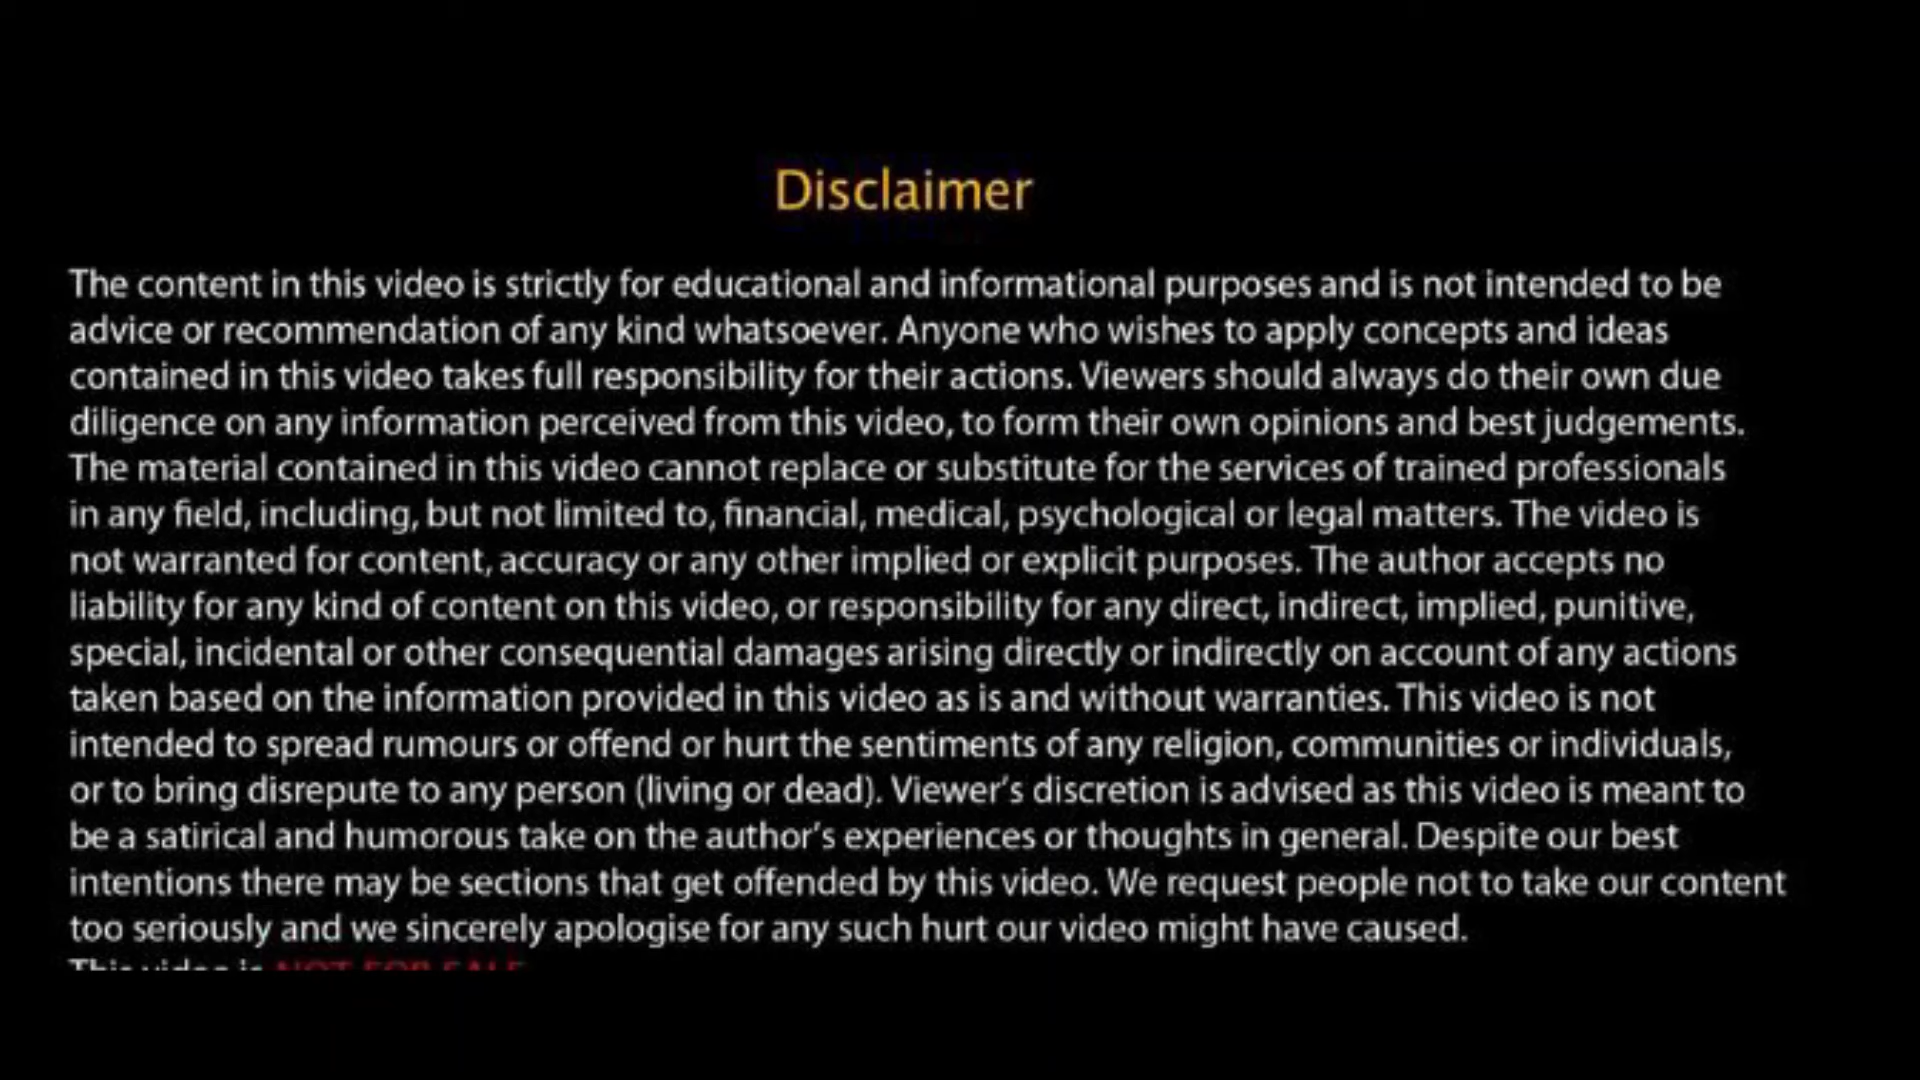 Disclaimer
The content in this video is strictly for educational and informational purposes and is not intended to be
advice or recommendation of any kind whatsoever. Anyone who wishes to apply concepts and ideas
contained in this video takes full responsibility for their actions. Viewers should always do their own due
diligence on any information perceived from this video, to form their own opinions and best judgements.
The material contained in this video cannot replace or substitute for the services of trained professionals
in any field, including, but not limited to, financial, medical, psychological or legal matters. The video is
not warranted for content, accuracy or any other implied or explicit purposes. The author accepts no
liability for any kind of content on this video, or responsibility for any direct, indirect, implied, punitive,
special, incidental or other consequential damages arising directly or indirectly on account of any actions
taken based on the information provided in this video as is and without warranties. This video is not
intended to spread rumours or offend or hurt the sentiments of any religion, communities or individuals,
or to bring disrepute to any person (living or dead). Viewer's discretion is advised as this video is meant to
be a satirical and humorous take on the author's experiences or thoughts in general. Despite our best
intentions there may be sections that get offended by this video. We request people not to take our content
too seriously and we sincerely apologise for any such hurt our video might have caused.
This video is NOT FOR SALE